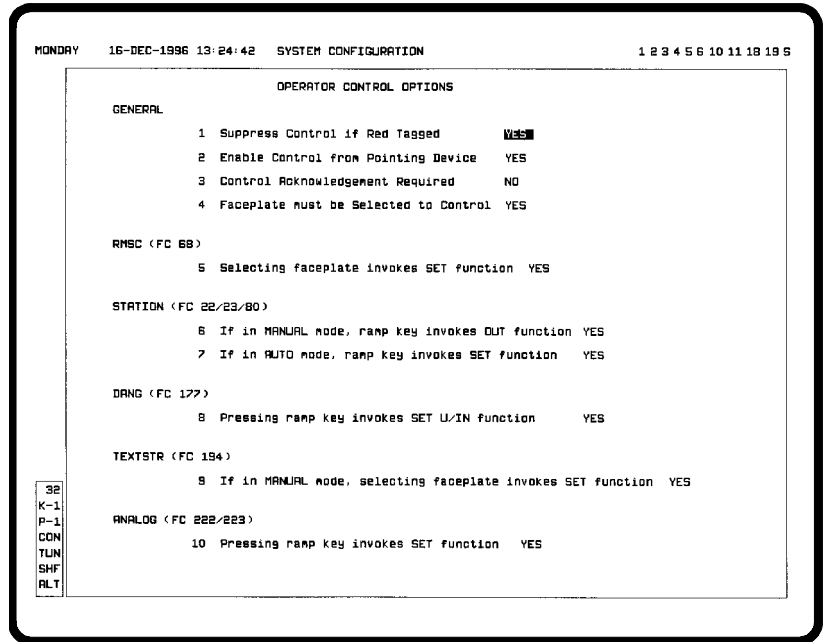 MONDAY 16-DEC-1996 13:24:42 SYSTEM CONFIGURATION 1 2 3 4 5 6 10 11 18 19 S
OPERATOR CONTROL OPTIONS
GENERAL
1 Suppress Control if Red Tagged YES
2 Enable Control from Pointing Device YES
3 Control Acknowledgement Required NO
4 Faceplate must be Selected to Control YES
RMSC (FC 68)
5 Selecting faceplate invokes SET function YES
STATION (FC 22/23/80)
6 If in MANUAL mode, ramp key invokes OUT function YES
7 If in AUTO mode, ramp key invokes SET function YES
DANG (FC 177)
8 Pressing ramp key invokes SET U/IN function YES
TEXTSTR (FC 194)
9 If in MANUAL mode, selecting faceplate invokes SET function YES
ANALOG (FC 222/223)
10 Pressing ramp key invokes SET function YES
32
K-1
P-1
CON
TUN
SHF
ALT